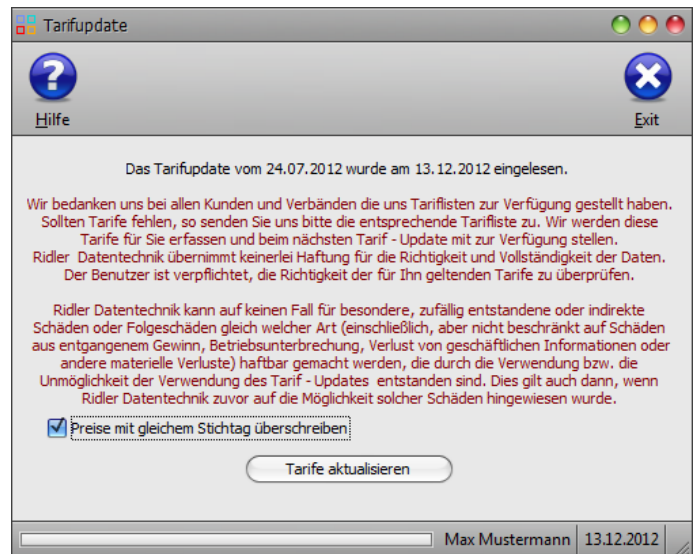 Tarifupdate
Hilfe
Exit
Das Tarifupdate vom 24.07.2012 wurde am 13.12.2012 eingelesen.
Wir bedanken uns bei allen Kunden und Verbänden die uns Tariflisten zur Verfügung gestellt haben.
Sollten Tarife fehlen, so senden Sie uns bitte die entsprechende Tarifliste zu. Wir werden diese
Tarife für Sie erfassen und beim nächsten Tarif - Update mit zur Verfügung stellen.
Ridler  Datentechnik übernimmt keinerlei Haftung für die Richtigkeit und Vollständigkeit der Daten.
Der Benutzer ist verpflichtet, die Richtigkeit der für Ihn geltenden Tarife zu überprüfen.
Ridler Datentechnik kann auf keinen Fall für besondere, zufällig entstandene oder indirekte
Schäden oder Folgeschäden gleich welcher Art (einschließlich, aber nicht beschränkt auf Schäden
aus entgangenem Gewinn, Betriebsunterbrechung, Verlust von geschäftlichen Informationen oder
andere materielle Verluste) haftbar gemacht werden, die durch die Verwendung bzw. die
Unmöglichkeit der Verwendung des Tarif - Updates  entstanden sind. Dies gilt auch dann, wenn
Ridler Datentechnik zuvor auf die Möglichkeit solcher Schäden hingewiesen wurde.
Preise mit gleichem Stichtag überschreiben
Tarife aktualisieren
Max Mustermann 13.12.2012